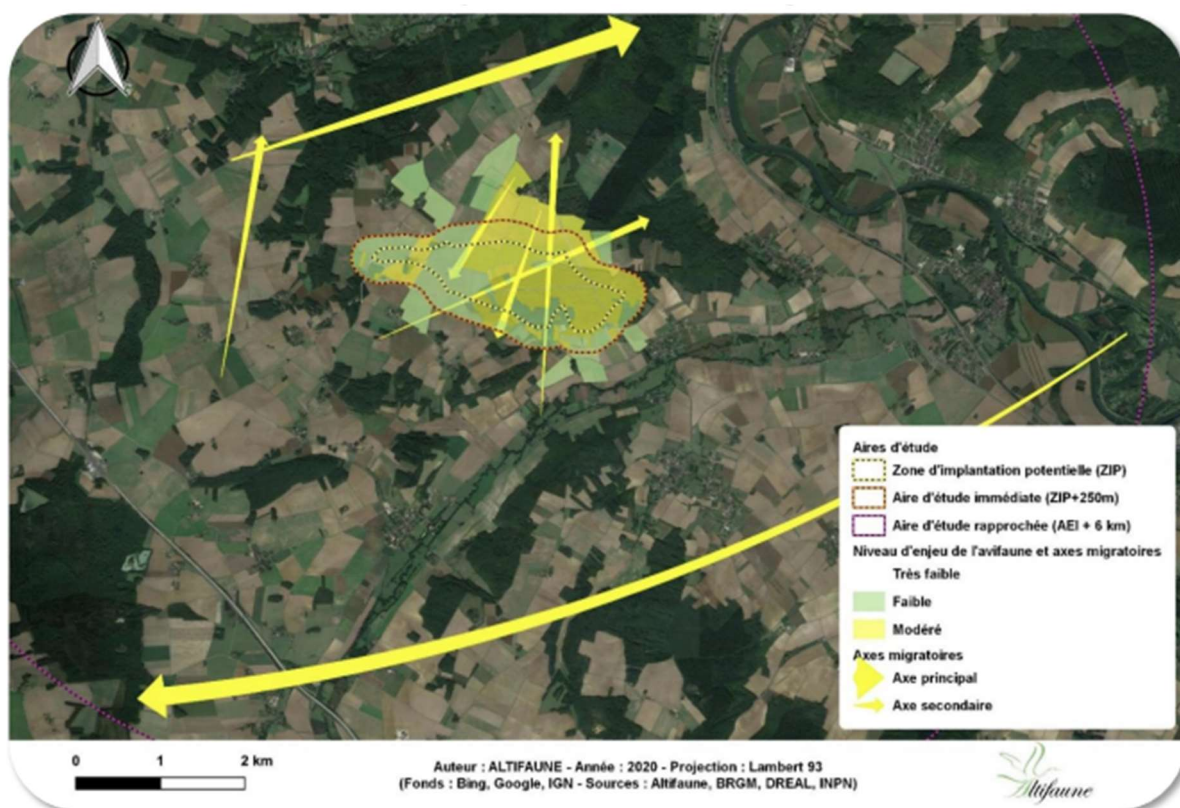 Aires d'étude
Zone d'implantation potentielle (ZIP)
Aire d'étude immédiate (ZIP+250m)
Aire d'étude rapprochée (AEI + 6 km)
Niveau d'enjeu de l'avifaune et axes migratoires
Très faible
Faible
Modéré
Axes migratoires
Axe principal
Axe secondaire
0 1 2 km
Auteur : ALTIFAUNE - Année : 2020 - Projection : Lambert 93
(Fonds : Bing, Google, IGN - Sources : Altifaune, BRGM, DREAL, INPN)
Altifaune